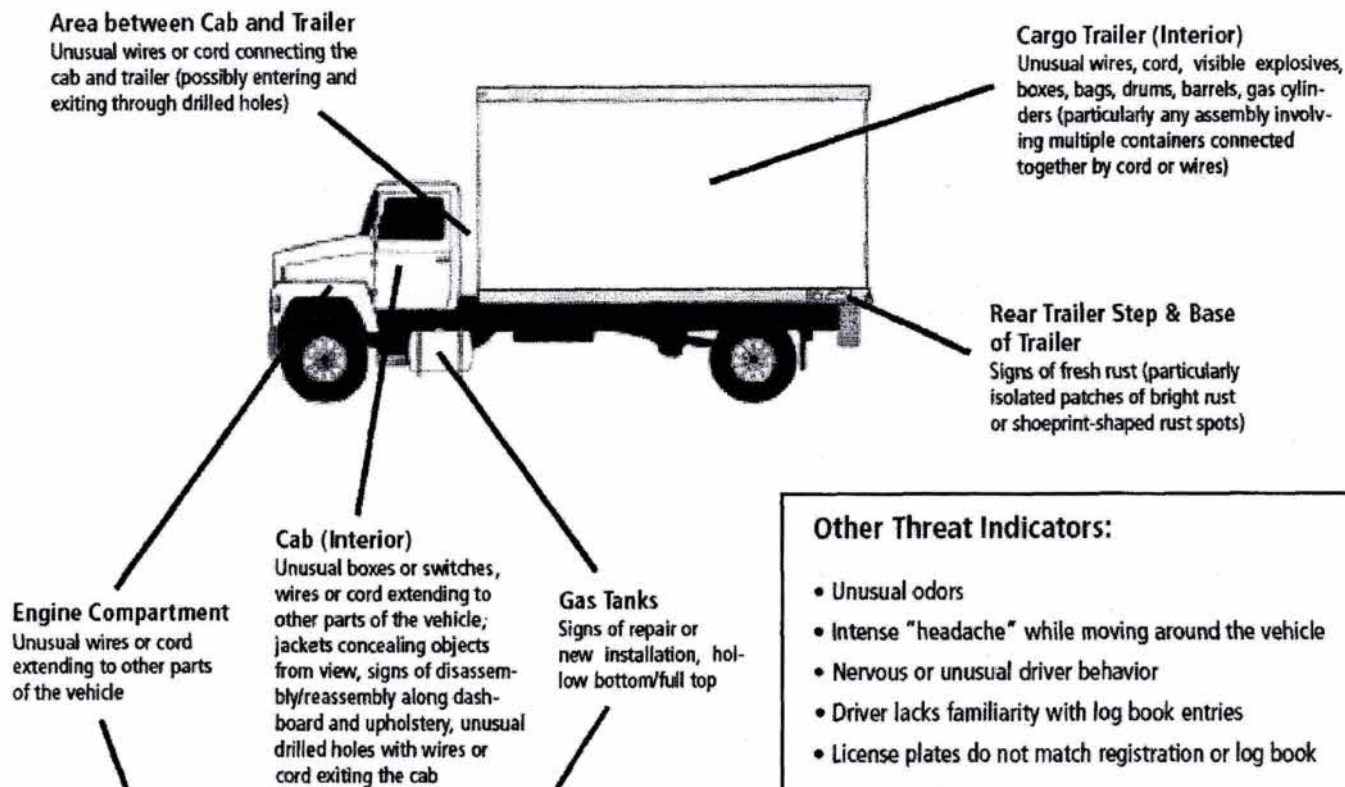 Area between Cab and Trailer
Unusual wires or cord connecting the
cab and trailer (possibly entering and
exiting through drilled holes)
Cargo Trailer (Interior)
Unusual wires, cord, visible explosives,
boxes, bags, drums, barrels, gas cylin-
ders (particularly any assembly involv-
ing multiple containers connected
together by cord or wires)
Rear Trailer Step & Base
of Trailer
Signs of fresh rust (particularly
isolated patches of bright rust
or shoeprint-shaped rust spots)
Engine Compartment
Unusual wires or cord
extending to other parts
of the vehicle
Cab (Interior)
Unusual boxes or switches,
wires or cord extending to
other parts of the vehicle,
jackets concealing objects
from view, signs of disassem-
bly/reassembly along dash-
board and upholstery, unusual
drilled holes with wires or
cord exiting the cab
Gas Tanks
Signs of repair or
new installation, hol-
low bottom/full top
Other Threat Indicators:
• Unusual odors
• Intense "headache" while moving around the vehicle
• Nervous or unusual driver behavior
• Driver lacks familiarity with log book entries
• License plates do not match registration or log book